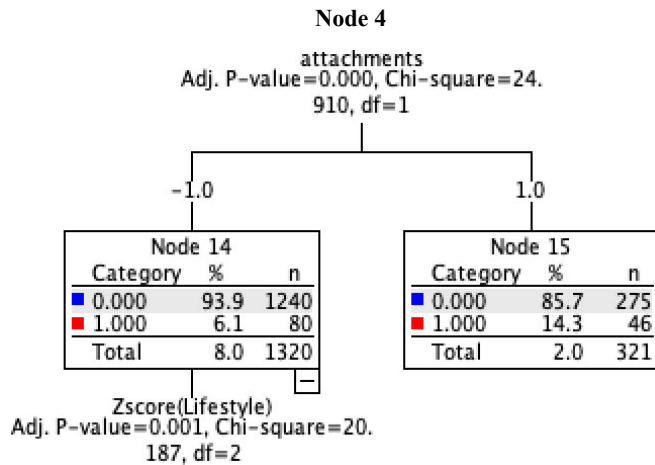 Node 4
attachments
Adj. P-value=0.000, Chi-square=24.
910, df=1
-1.0 1.0
Node 14
Category % n
0.000 93.9 1240
1.000 6.1 80
Total 8.0 1320
Node 15
Category % n
0.000 85.7 275
1.000 14.3 46
Total 2.0 321
Zscore(Lifestyle)
Adj. P-value=0.001, Chi-square=20.
187, df=2